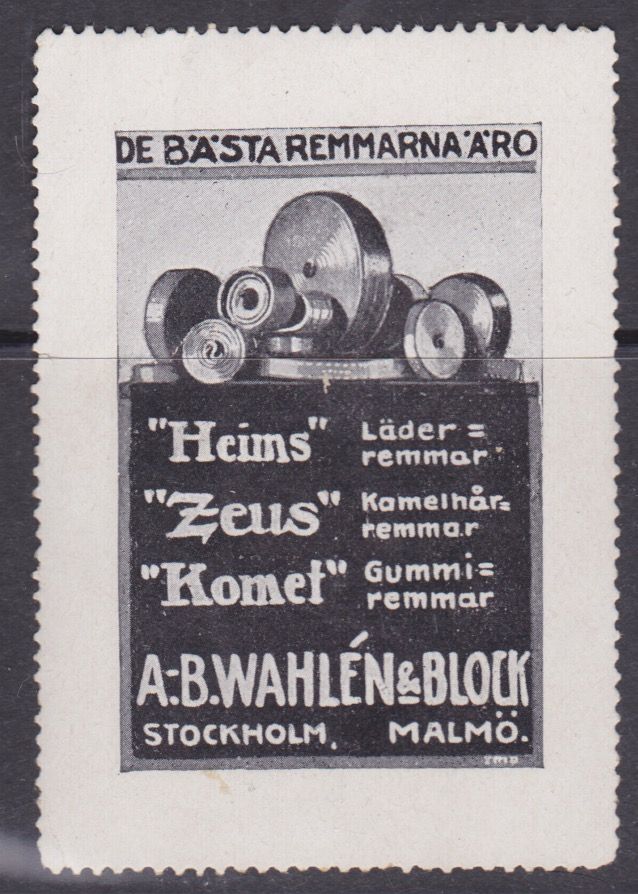 DE BÄSTA REMMARNA ÄRO
"Heims" Läder=
remmar
"Zeus" Kamelhår=
remmar
"Komet" Gummi=
remmar
A.-B. WAHLÉN & BLOCK
STOCKHOLM, MALMÖ.